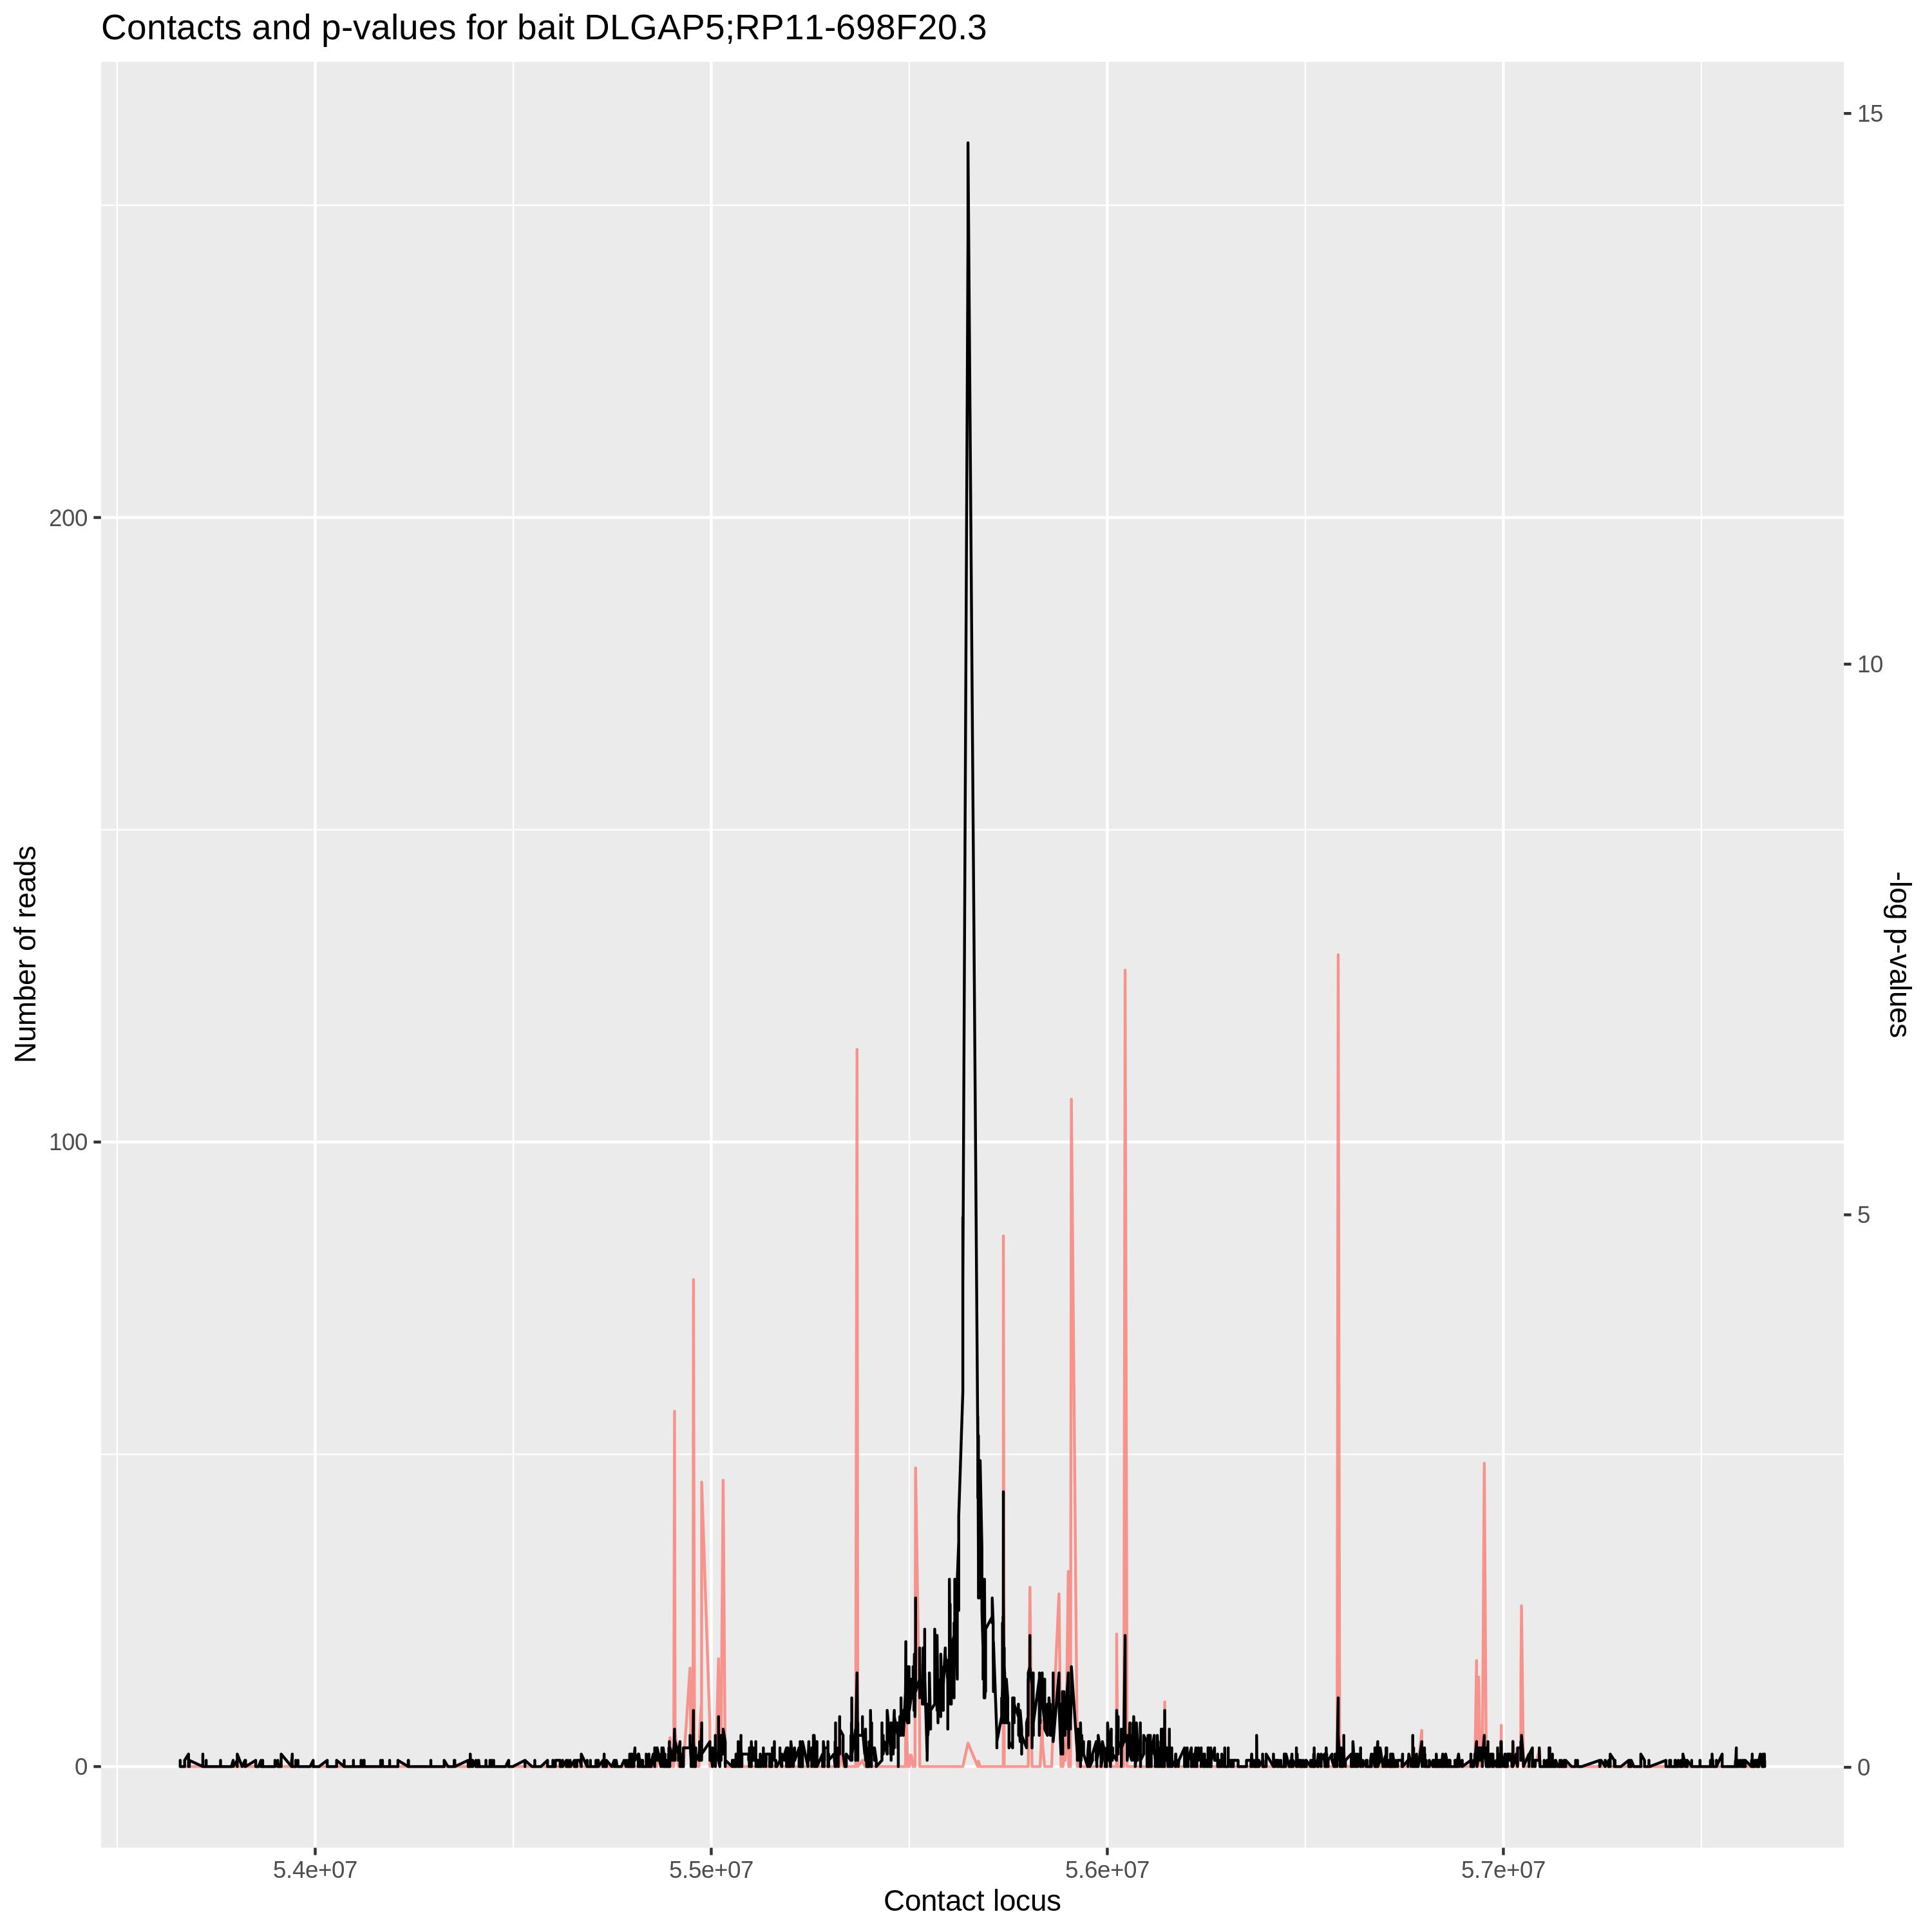 Contacts and p-values for bait DLGAP5;RP11-698F20.3
15
200
10
Number of reads
-log p-values
5
100
0
0
5.4e+07
5.5e+07
5.6e+07
5.7e+07
Contact locus